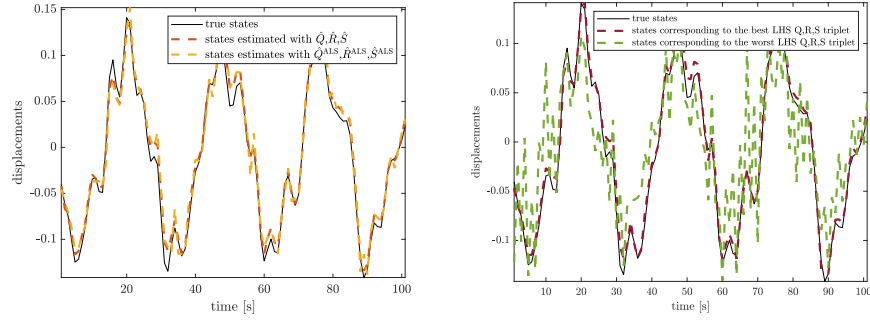 true states
states estimated with Q̂,R̂,Ŝ
states estimates with Q̂ᴬᴸˢ,R̂ᴬᴸˢ,Ŝᴬᴸˢ
0.15
0.1
0.05
0
-0.05
-0.1
displacements
20 40 60 80 100
time [s]
true states
states corresponding to the best LHS Q,R,S triplet
states corresponding to the worst LHS Q,R,S triplet
0.1
0.05
0
-0.05
-0.1
displacements
10 20 30 40 50 60 70 80 90 100
time [s]